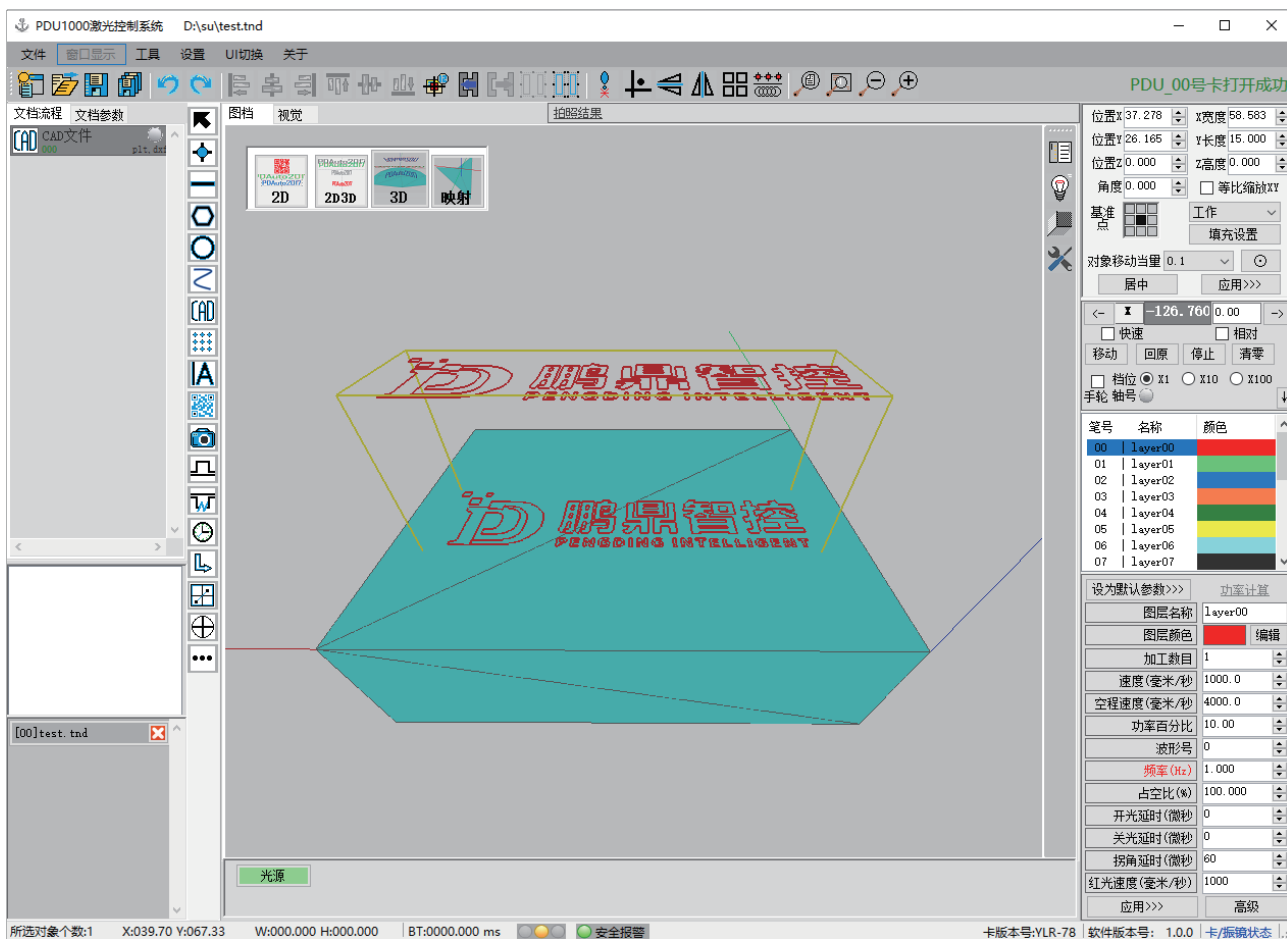 PDU1000激光控制系统 D:\su\test.tnd
文件 窗口显示 工具 设置 UI切换 关于
PDU_00号卡打开成功
文档流程 文档参数
CAD CAD文件
000 plt.dxf
图档 视觉 拍照结果
2D 2D3D 3D 映射
CAD
A
鹏鼎智控
PENGDING INTELLIGENT
鹏鼎智控
PENGDING INTELLIGENT
[00]test.tnd
光源
位置X 37.278 X宽度 58.583
位置Y 26.165 Y长度 15.000
位置Z 0.000 Z高度 0.000
角度 0.000 等比缩放XY
基准点 工作
填充设置
对象移动当量 0.1
居中 应用>>>
<- X -126.760 0.00 ->
快速 相对
移动 回原 停止 清零
档位 X1 X10 X100
手轮 轴号
笔号 名称 颜色
00 layer00
01 layer01
02 layer02
03 layer03
04 layer04
05 layer05
06 layer06
07 layer07
设为默认参数>>> 功率计算
图层名称 layer00
图层颜色 编辑
加工数目 1
速度(毫米/秒 1000.0
空程速度(毫米/秒 4000.0
功率百分比 10.00
波形号 0
频率(Hz) 1.000
占空比(%) 100.000
开光延时(微秒 0
关光延时(微秒 0
拐角延时(微秒 60
红光速度(毫米/秒) 1000
应用>>> 高级
所选对象个数:1 X:039.70 Y:067.33 W:000.000 H:000.000 BT:0000.000 ms 安全报警 卡版本号:YLR-78 软件版本号: 1.0.0 卡/振镜状态